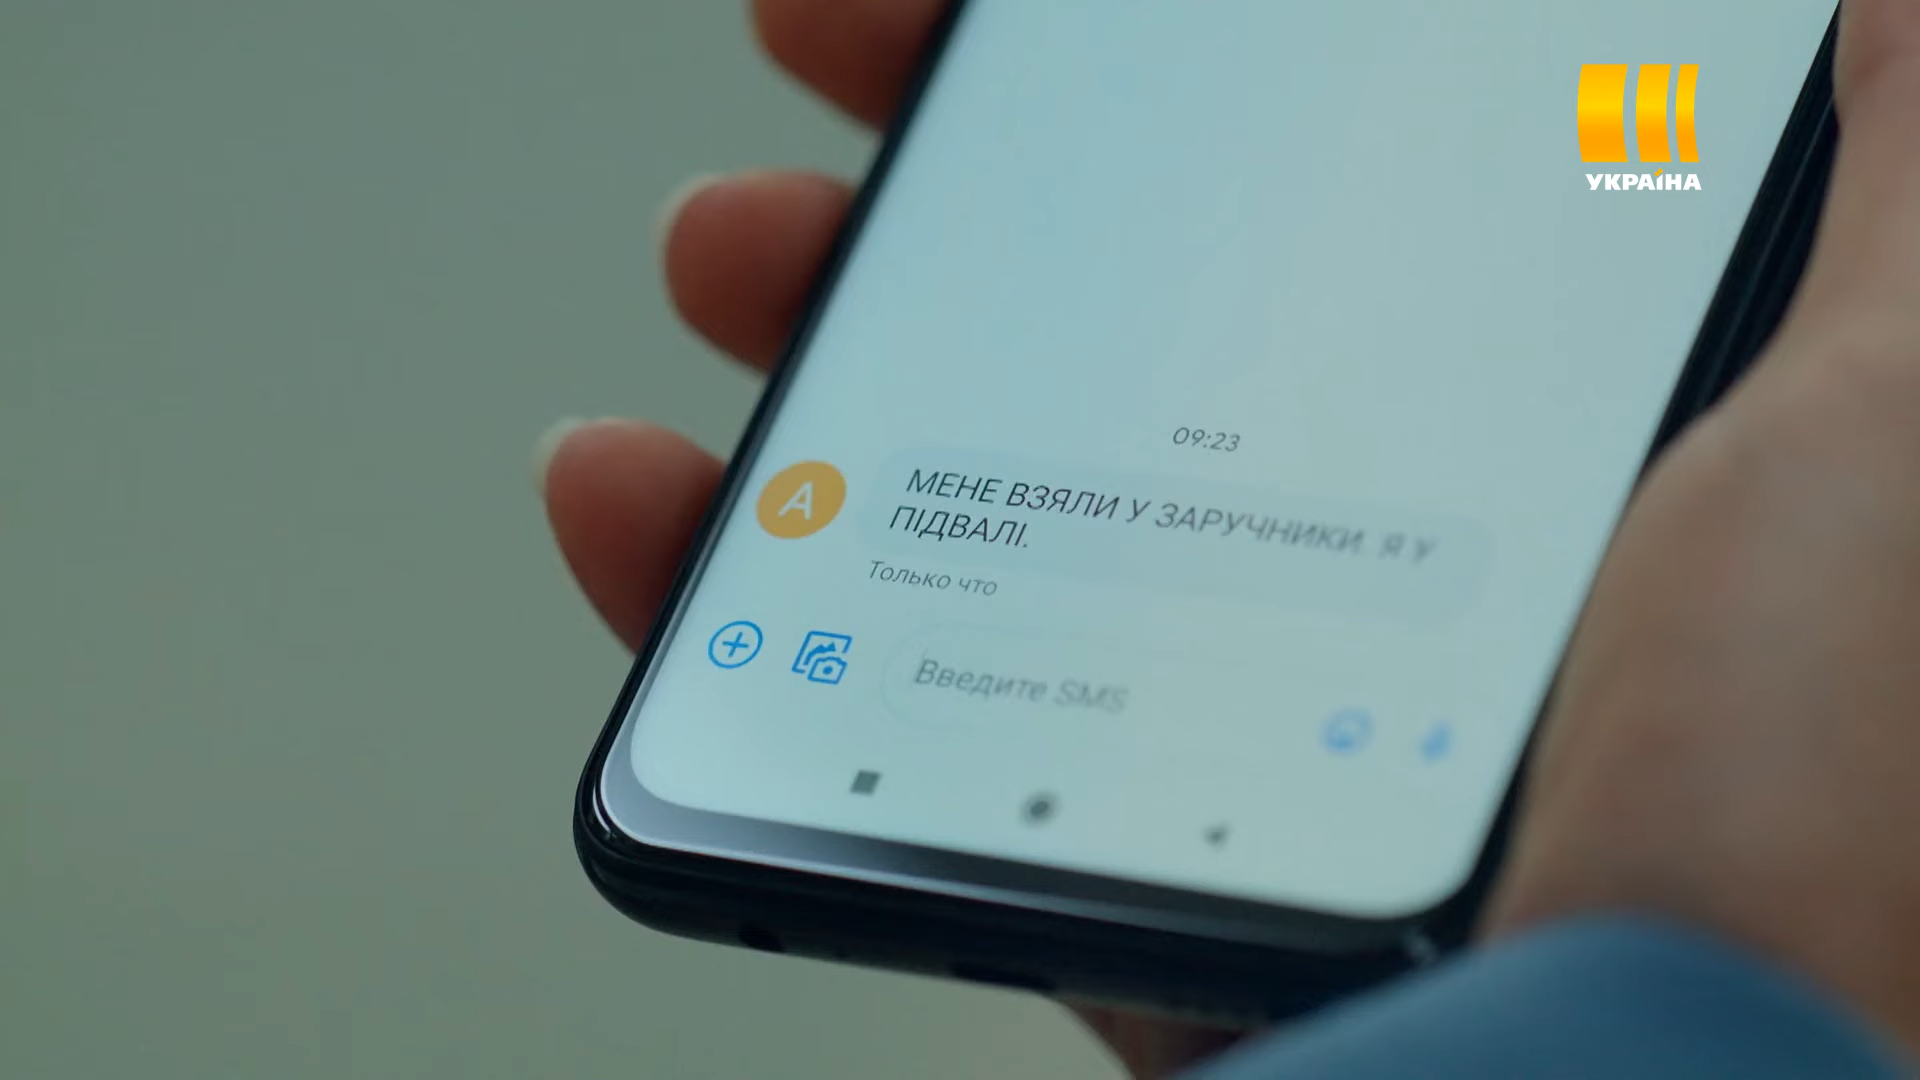 УКРАЇНА
09:23
А
МЕНЕ ВЗЯЛИ У ЗАРУЧНИКИ. Я У
ПІДВАЛІ.
Только что
Введите SMS